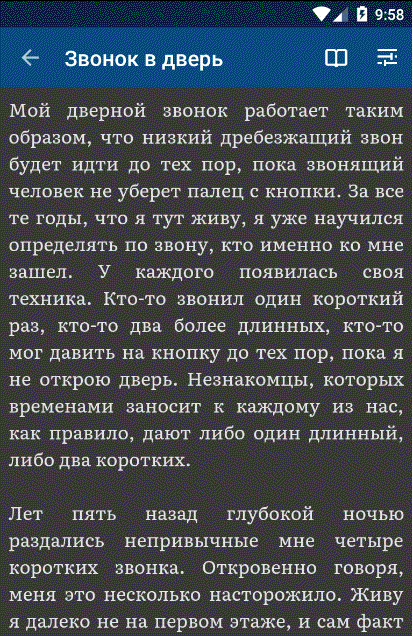 9:58
Звонок в дверь
Мой дверной звонок работает таким
образом, что низкий дребезжащий звон
будет идти до тех пор, пока звонящий
человек не уберет палец с кнопки. За все
те годы, что я тут живу, я уже научился
определять по звону, кто именно ко мне
зашел. У каждого появилась своя
техника. Кто-то звонил один короткий
раз, кто-то два более длинных, кто-то
мог давить на кнопку до тех пор, пока я
не открою дверь. Незнакомцы, которых
временами заносит к каждому из нас,
как правило, дают либо один длинный,
либо два коротких.
Лет пять назад глубокой ночью
раздались непривычные мне четыре
коротких звонка. Откровенно говоря,
меня это несколько насторожило. Живу
я далеко не на первом этаже, и сам факт